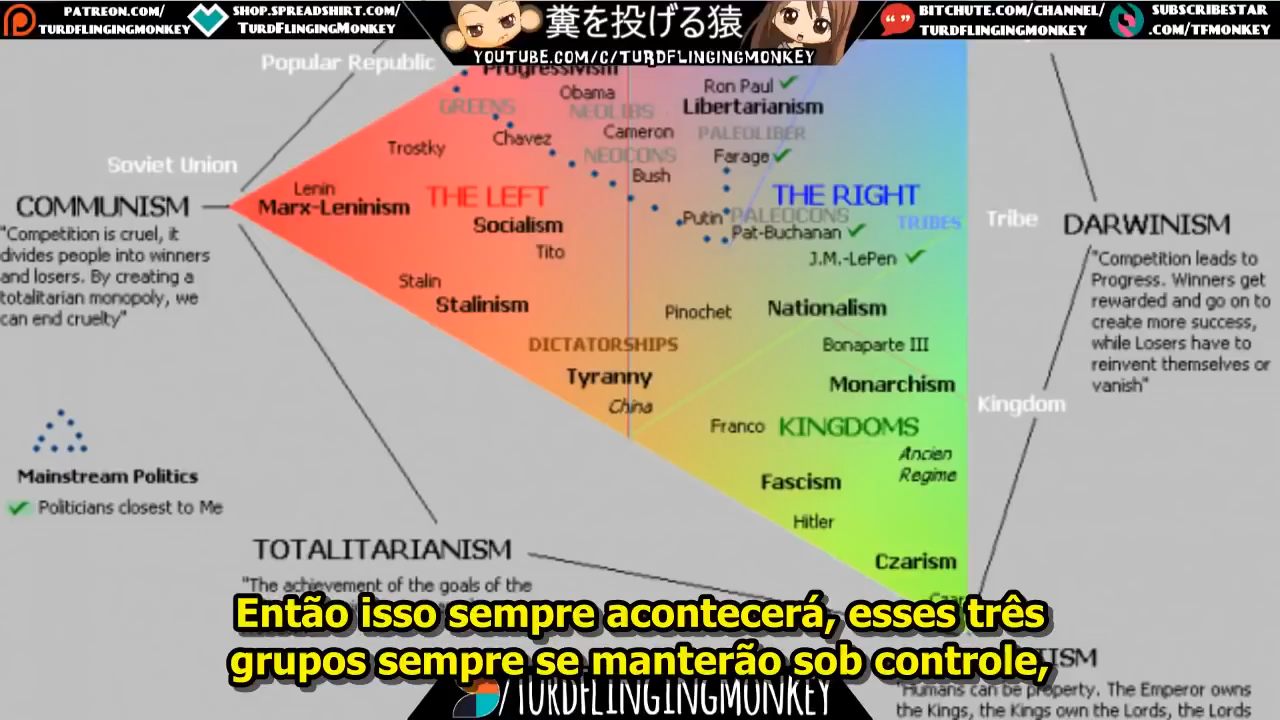 PATREON.COM/
TURDFLINGINGMONKEY
SHOP.SPREADSHIRT.COM/
TURDFLINGINGMONKEY
糞を投げる猿
YOUTUBE.COM/C/TURDFLINGINGMONKEY
BITCHUTE.COM/CHANNEL/
TURDFLINGINGMONKEY
SUBSCRIBESTAR
.COM/TFMONKEY
Popular Republic
Progressivism
Obama
Ron Paul
GREENS
NEOLIBS
Libertarianism
Chavez
Cameron
PALEOLIBER
Trostky
NEOCONS
Farage
Soviet Union
Bush
Lenin
THE LEFT
THE RIGHT
COMMUNISM
Marx-Leninism
Putin
PALEOCONS
TRIBES
Tribe
DARWINISM
Socialism
Pat-Buchanan
"Competition is cruel, it
divides people into winners
and losers. By creating a
totalitarian monopoly, we
can end cruelty"
Tito
J.M.-LePen
"Competition leads to
Progress. Winners get
rewarded and go on to
create more success,
while Losers have to
reinvent themselves or
vanish"
Stalin
Stalinism
Pinochet
Nationalism
DICTATORSHIPS
Bonaparte III
Tyranny
Monarchism
China
Kingdom
Franco
KINGDOMS
Ancien
Regime
Mainstream Politics
Fascism
Politicians closest to Me
Hitler
TOTALITARIANISM
Czarism
"The achievement of the goals of the
Então isso sempre acontecerá, esses três
grupos sempre se manterão sob controle,
/TURDFLINGINGMONKEY
"Humans can be property. The Emperor owns
the Kings, the Kings own the Lords, the Lords